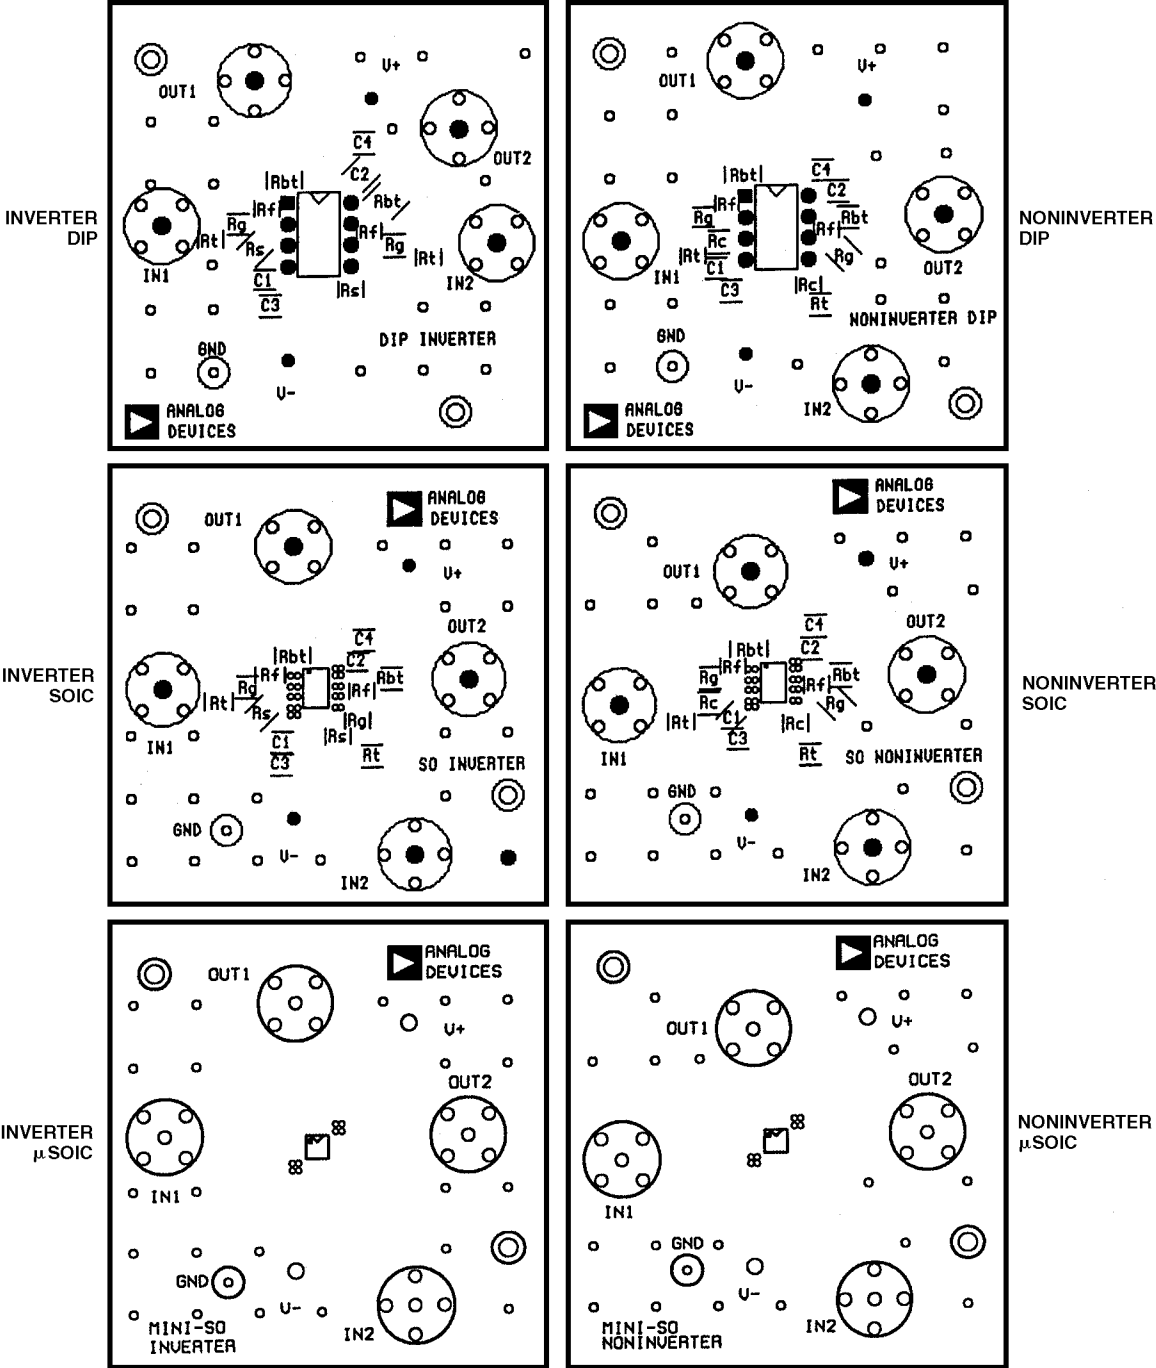 INVERTER
DIP
OUT1
V+
C4
OUT2
C2
Rbt
Rbt
Rf
Rg
Rt
Rs
Rf
Rg
Rt
IN1
C1
C3
Rs
IN2
DIP INVERTER
GND
V-
ANALOG
DEVICES
NONINVERTER
DIP
OUT1
V+
C4
Rbt
C2
Rf
Rg
Rbt
Rc
Rf
Rt
Rg
C1
C3
Rc
Rt
IN1
OUT2
NONINVERTER DIP
GND
V-
IN2
ANALOG
DEVICES
INVERTER
SOIC
ANALOG
DEVICES
OUT1
V+
OUT2
C4
Rbt
C2
Rf
Rg
Rbt
Rf
Rt
Rs
Rg
Rs
C1
C3
Rt
IN1
SO INVERTER
GND
V-
IN2
NONINVERTER
SOIC
ANALOG
DEVICES
OUT1
V+
OUT2
C4
Rbt
C2
Rf
Rg
Rbt
Rf
Rc
Rg
Rt
C1
C3
Rc
Rt
IN1
SO NONINVERTER
GND
V-
IN2
INVERTER
μSOIC
ANALOG
DEVICES
OUT1
V+
OUT2
IN1
GND
V-
IN2
MINI-SO
INVERTER
NONINVERTER
μSOIC
ANALOG
DEVICES
OUT1
V+
OUT2
IN1
GND
V-
IN2
MINI-SO
NONINVERTER